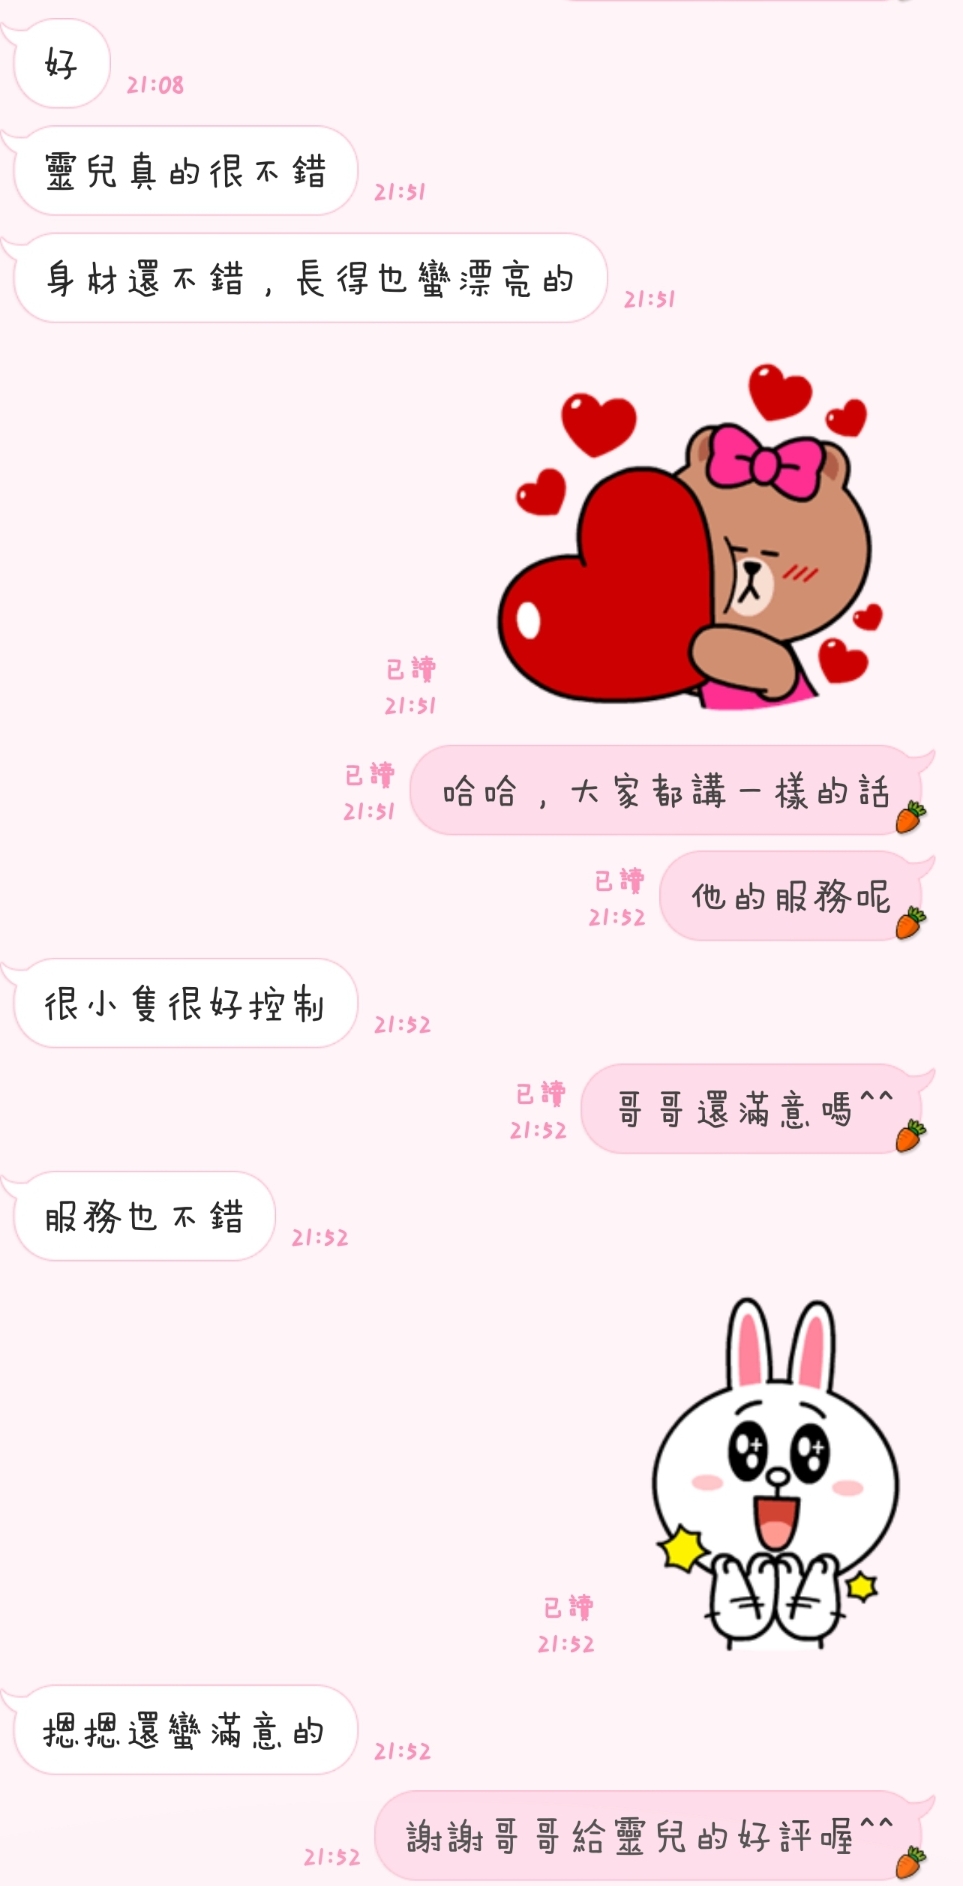 好
21:08
靈兒真的很不錯
21:51
身材還不錯，長得也蠻漂亮的
21:51
已讀
21:51
已讀
21:51
哈哈，大家都講一樣的話
已讀
21:52
他的服務呢
很小隻很好控制
21:52
已讀
21:52
哥哥還滿意嗎^^
服務也不錯
21:52
已讀
21:52
摁摁還蠻滿意的
21:52
21:52
謝謝哥哥給靈兒的好評喔^^